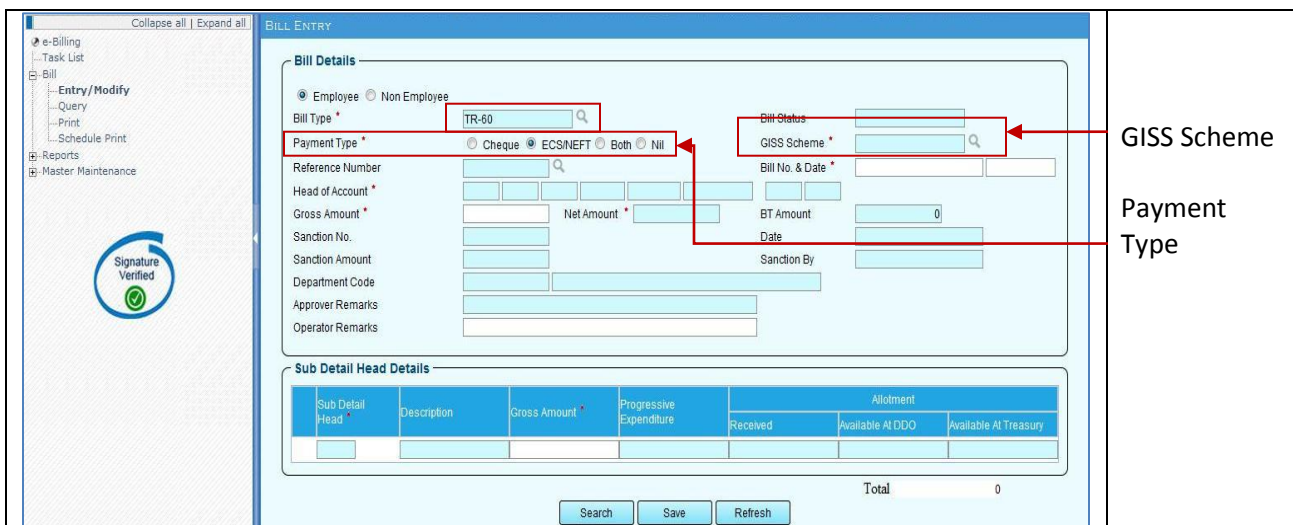 Collapse all | Expand all
e-Billing
Task List
Bill
Entry/Modify
Query
Print
Schedule Print
Reports
Master Maintenance
Signature
Verified
BILL ENTRY
Bill Details
Employee Non Employee
Bill Type * TR-60 Bill Status
Payment Type * Cheque ECS/NEFT Both Nil GISS Scheme *
Reference Number Bill No. & Date *
Head of Account *
Gross Amount * Net Amount * BT Amount 0
Sanction No. Date
Sanction Amount Sanction By
Department Code
Approver Remarks
Operator Remarks
Sub Detail Head Details
Sub Detail Head * Description Gross Amount * Progressive Expenditure Allotment
Received Available At DDO Available At Treasury
Total 0
Search Save Refresh
GISS Scheme
Payment
Type